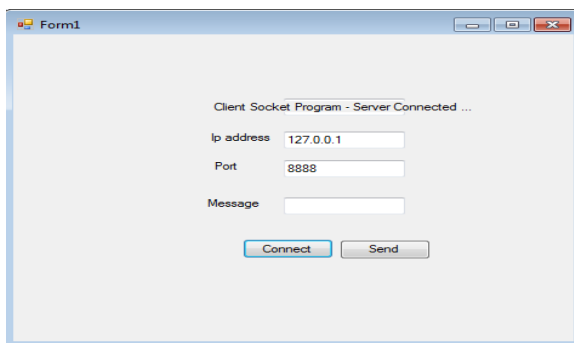 Form1
Client Socket Program - Server Connected ...
Ip address 127.0.0.1
Port 8888
Message
Connect Send